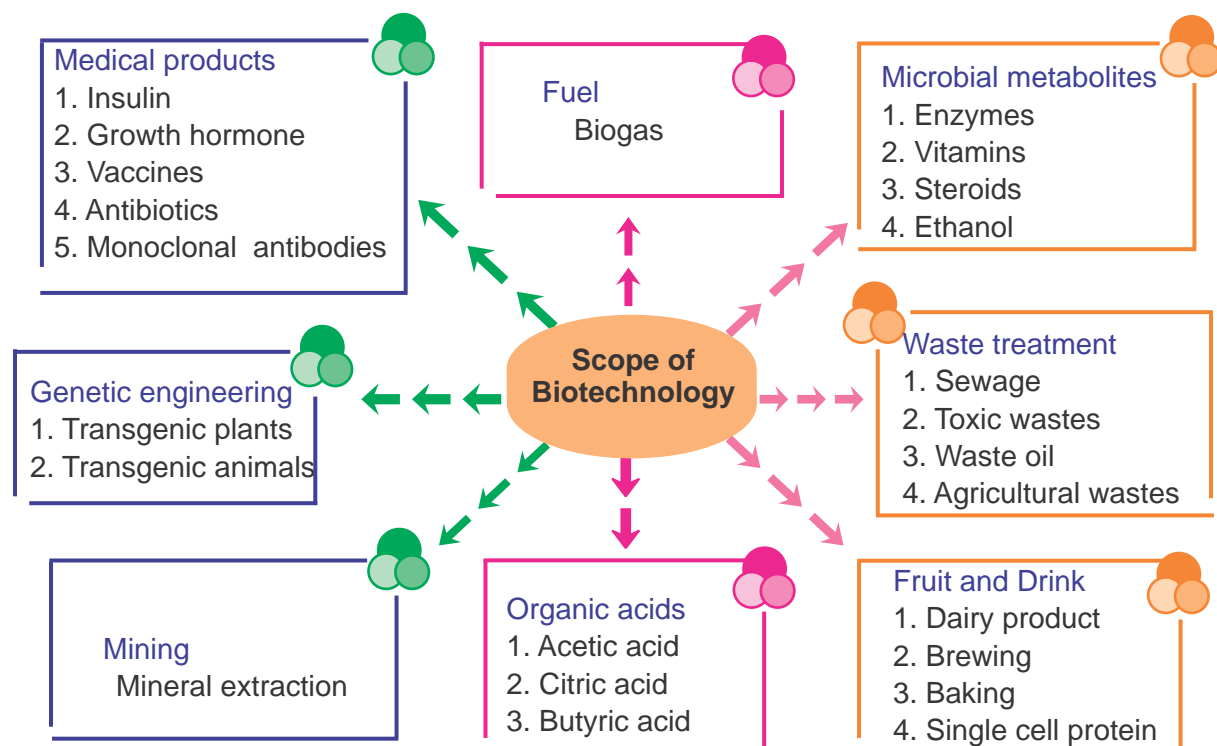 Medical products
1. Insulin
2. Growth hormone
3. Vaccines
4. Antibiotics
5. Monoclonal antibodies
Fuel
Biogas
Microbial metabolites
1. Enzymes
2. Vitamins
3. Steroids
4. Ethanol
Genetic engineering
1. Transgenic plants
2. Transgenic animals
Scope of
Biotechnology
Waste treatment
1. Sewage
2. Toxic wastes
3. Waste oil
4. Agricultural wastes
Mining
Mineral extraction
Organic acids
1. Acetic acid
2. Citric acid
3. Butyric acid
Fruit and Drink
1. Dairy product
2. Brewing
3. Baking
4. Single cell protein